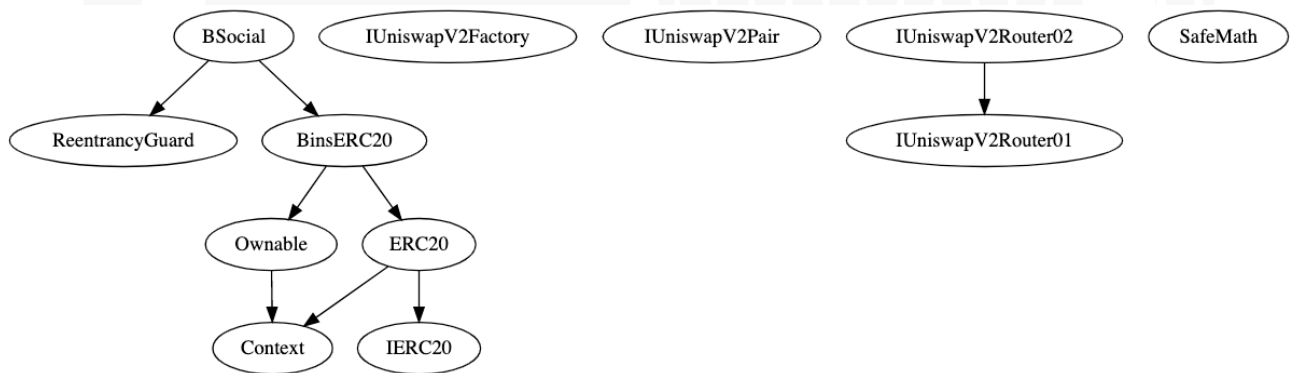 BSocial
IUniswapV2Factory
IUniswapV2Pair
IUniswapV2Router02
SafeMath
ReentrancyGuard
BinsERC20
IUniswapV2Router01
Ownable
ERC20
Context
IERC20